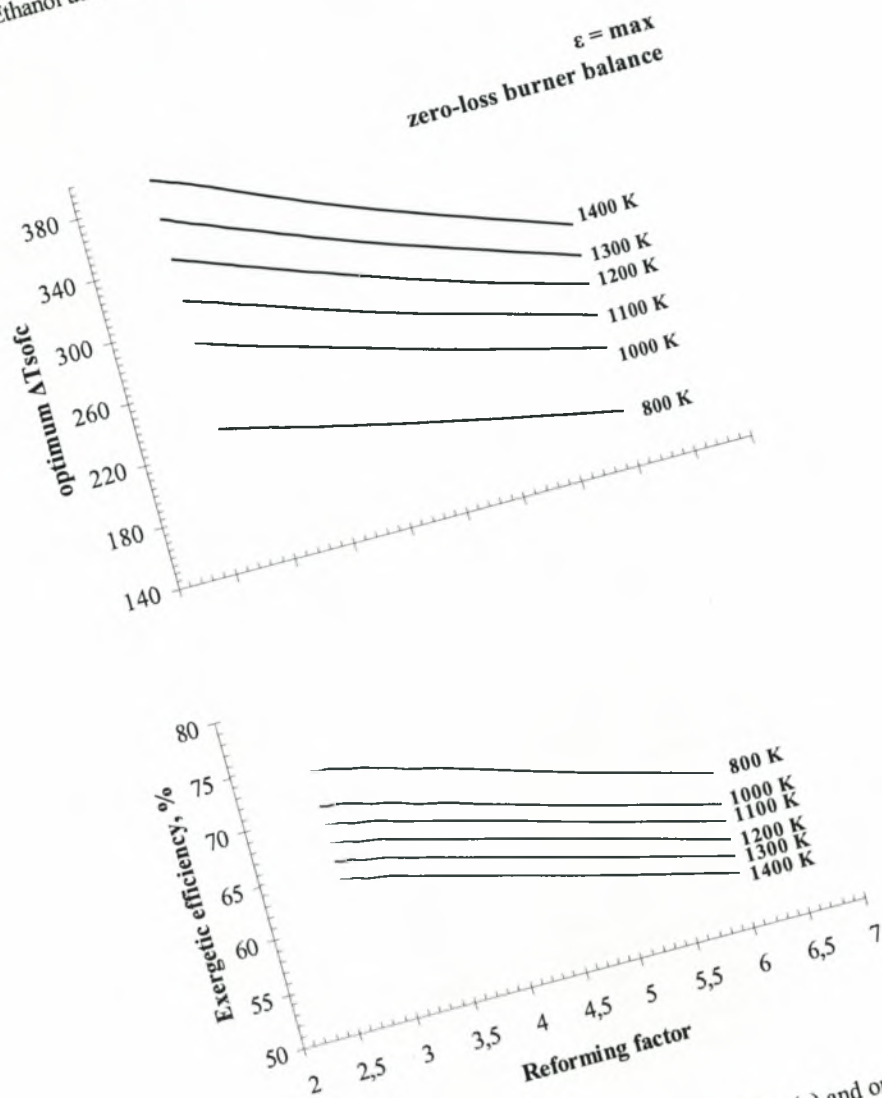 Ethanol
ε = max
zero-loss burner balance
optimum ΔTsofc
380
340
300
260
220
180
140
1400 K
1300 K
1200 K
1100 K
1000 K
800 K
Exergetic efficiency, %
80
75
70
65
60
55
50
800 K
1000 K
1100 K
1200 K
1300 K
1400 K
2 2,5 3 3,5 4 4,5 5 5,5 6 6,5 7
Reforming factor
and